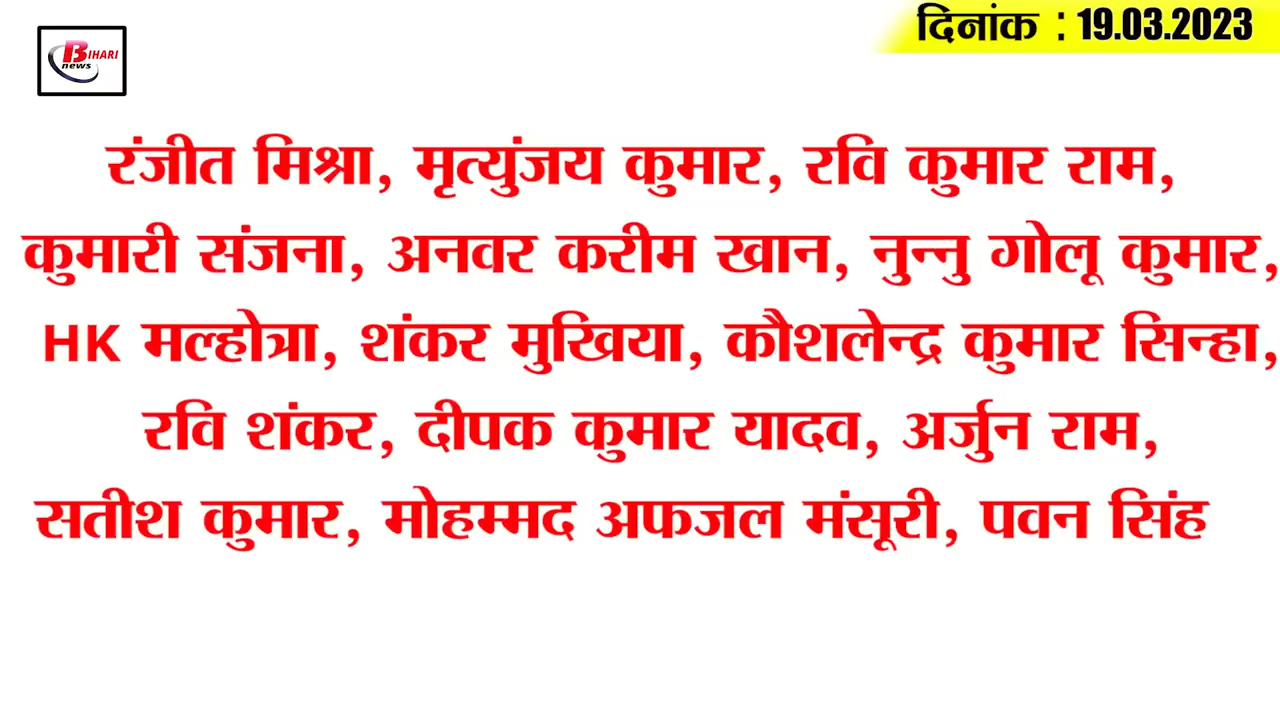 BIHARI
news
दिनांक : 19.03.2023
रंजीत मिश्रा, मृत्युंजय कुमार, रवि कुमार राम,
कुमारी संजना, अनवर करीम खान, नुन्नु गोलू कुमार,
HK मल्होत्रा, शंकर मुखिया, कौशलेन्द्र कुमार सिन्हा,
रवि शंकर, दीपक कुमार यादव, अर्जुन राम,
सतीश कुमार, मोहम्मद अफजल मंसूरी, पवन सिंह